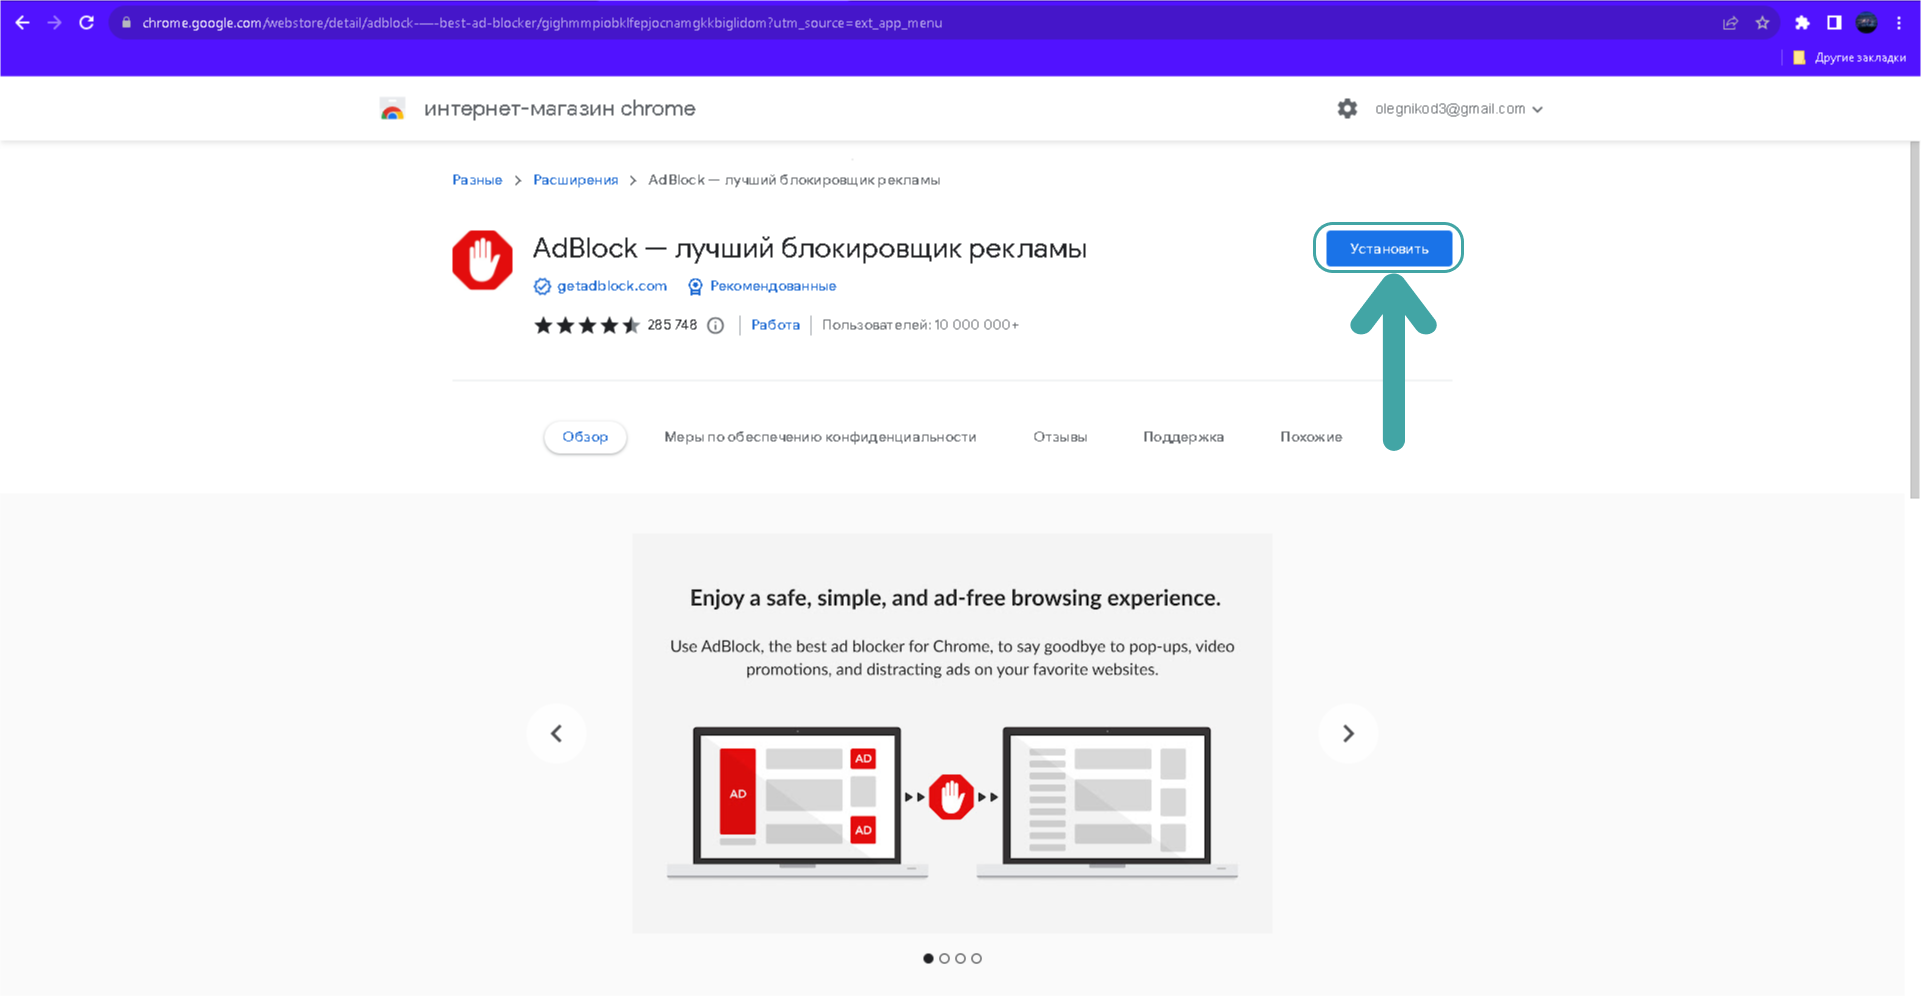 chrome.google.com/webstore/detail/adblock-—-best-ad-blocker/gighmmpiobklfepjocnamgkkbiglidom?utm_source=ext_app_menu
Другие закладки
интернет-магазин chrome
olegnikod3@gmail.com
Разные > Расширения > AdBlock — лучший блокировщик рекламы
AdBlock — лучший блокировщик рекламы
Установить
getadblock.com Рекомендованные
285 748 Работа Пользователей: 10 000 000+
Обзор Меры по обеспечению конфиденциальности Отзывы Поддержка Похожие
Enjoy a safe, simple, and ad-free browsing experience.
Use AdBlock, the best ad blocker for Chrome, to say goodbye to pop-ups, video
promotions, and distracting ads on your favorite websites.
AD
AD
AD